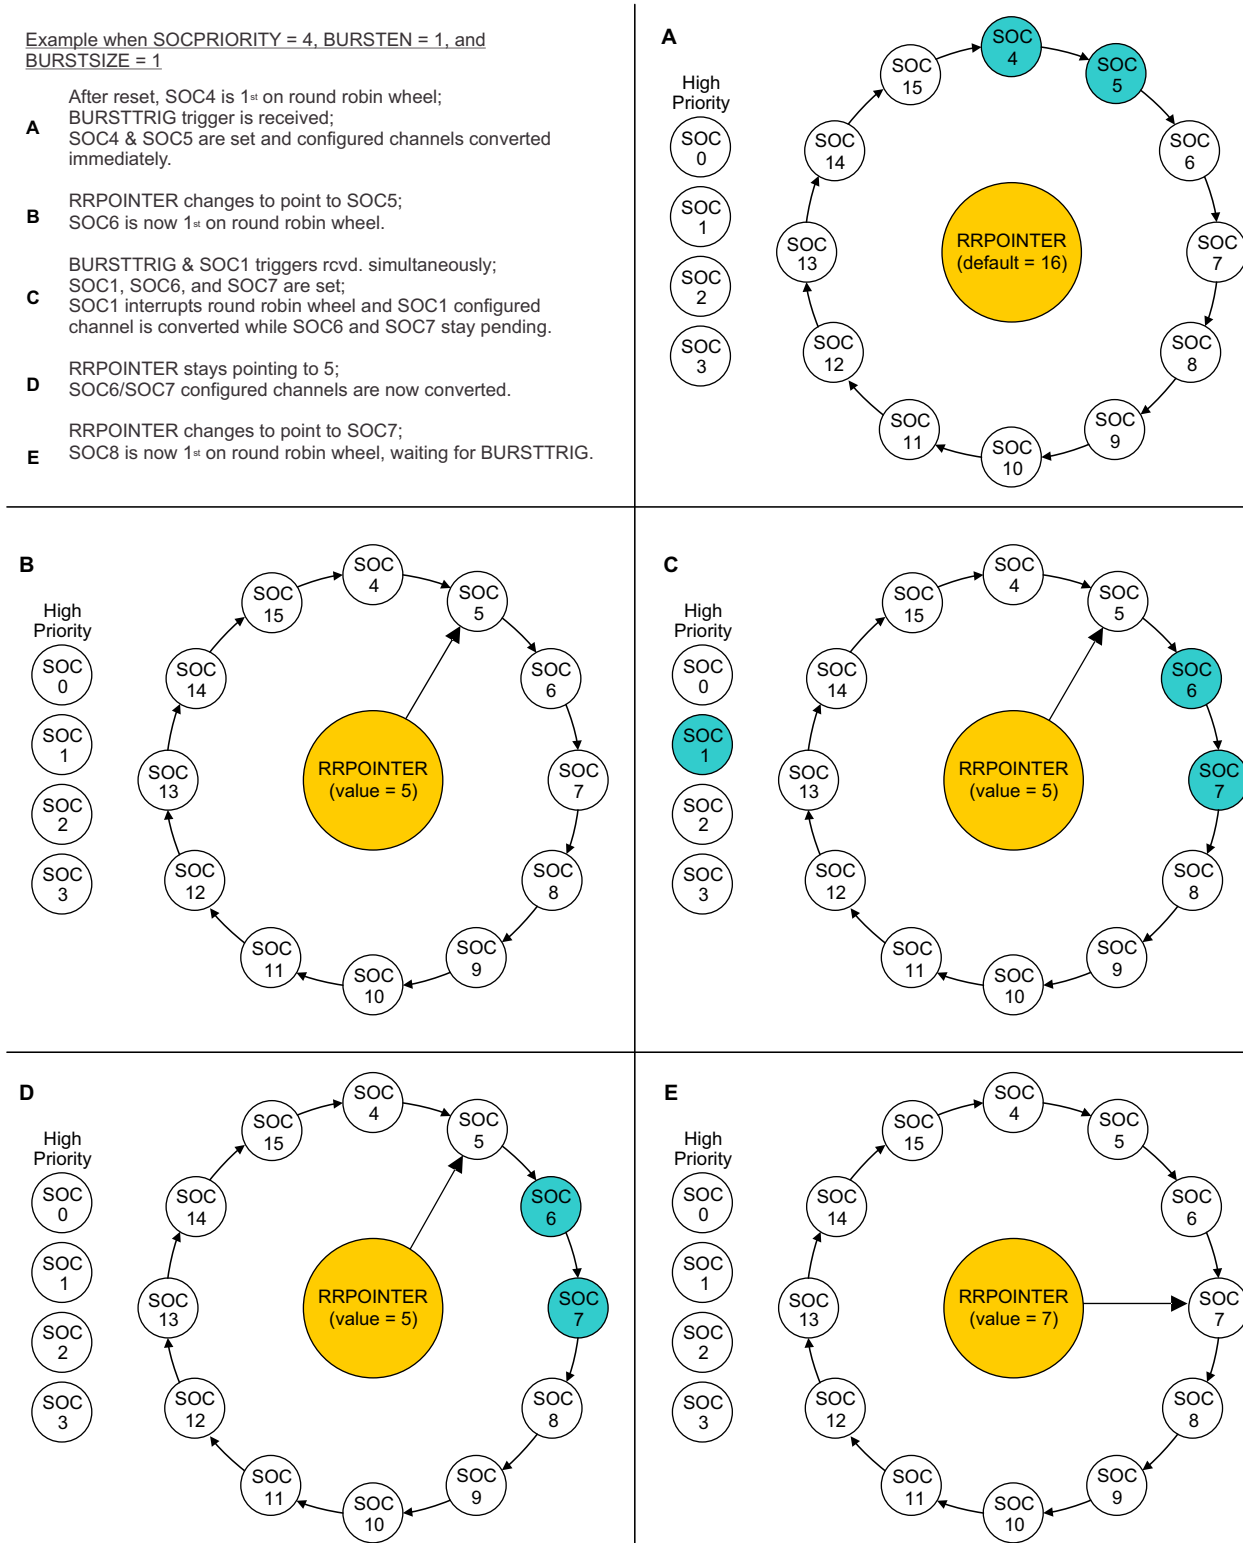 Example when SOCPRIORITY = 4, BURSTEN = 1, and
BURSTSIZE = 1
A
After reset, SOC4 is 1st on round robin wheel;
BURSTTRIG trigger is received;
SOC4 & SOC5 are set and configured channels converted
immediately.
B
RRPOINTER changes to point to SOC5;
SOC6 is now 1st on round robin wheel.
C
BURSTTRIG & SOC1 triggers rcvd. simultaneously;
SOC1, SOC6, and SOC7 are set;
SOC1 interrupts round robin wheel and SOC1 configured
channel is converted while SOC6 and SOC7 stay pending.
D
RRPOINTER stays pointing to 5;
SOC6/SOC7 configured channels are now converted.
E
RRPOINTER changes to point to SOC7;
SOC8 is now 1st on round robin wheel, waiting for BURSTTRIG.
A
High
Priority
SOC
0
SOC
1
SOC
2
SOC
3
SOC
4
SOC
5
SOC
6
SOC
7
SOC
8
SOC
9
SOC
10
SOC
11
SOC
12
SOC
13
SOC
14
SOC
15
RRPOINTER
(default = 16)
B
High
Priority
SOC
0
SOC
1
SOC
2
SOC
3
SOC
4
SOC
5
SOC
6
SOC
7
SOC
8
SOC
9
SOC
10
SOC
11
SOC
12
SOC
13
SOC
14
SOC
15
RRPOINTER
(value = 5)
C
High
Priority
SOC
0
SOC
1
SOC
2
SOC
3
SOC
4
SOC
5
SOC
6
SOC
7
SOC
8
SOC
9
SOC
10
SOC
11
SOC
12
SOC
13
SOC
14
SOC
15
RRPOINTER
(value = 5)
D
High
Priority
SOC
0
SOC
1
SOC
2
SOC
3
SOC
4
SOC
5
SOC
6
SOC
7
SOC
8
SOC
9
SOC
10
SOC
11
SOC
12
SOC
13
SOC
14
SOC
15
RRPOINTER
(value = 5)
E
High
Priority
SOC
0
SOC
1
SOC
2
SOC
3
SOC
4
SOC
5
SOC
6
SOC
7
SOC
8
SOC
9
SOC
10
SOC
11
SOC
12
SOC
13
SOC
14
SOC
15
RRPOINTER
(value = 7)